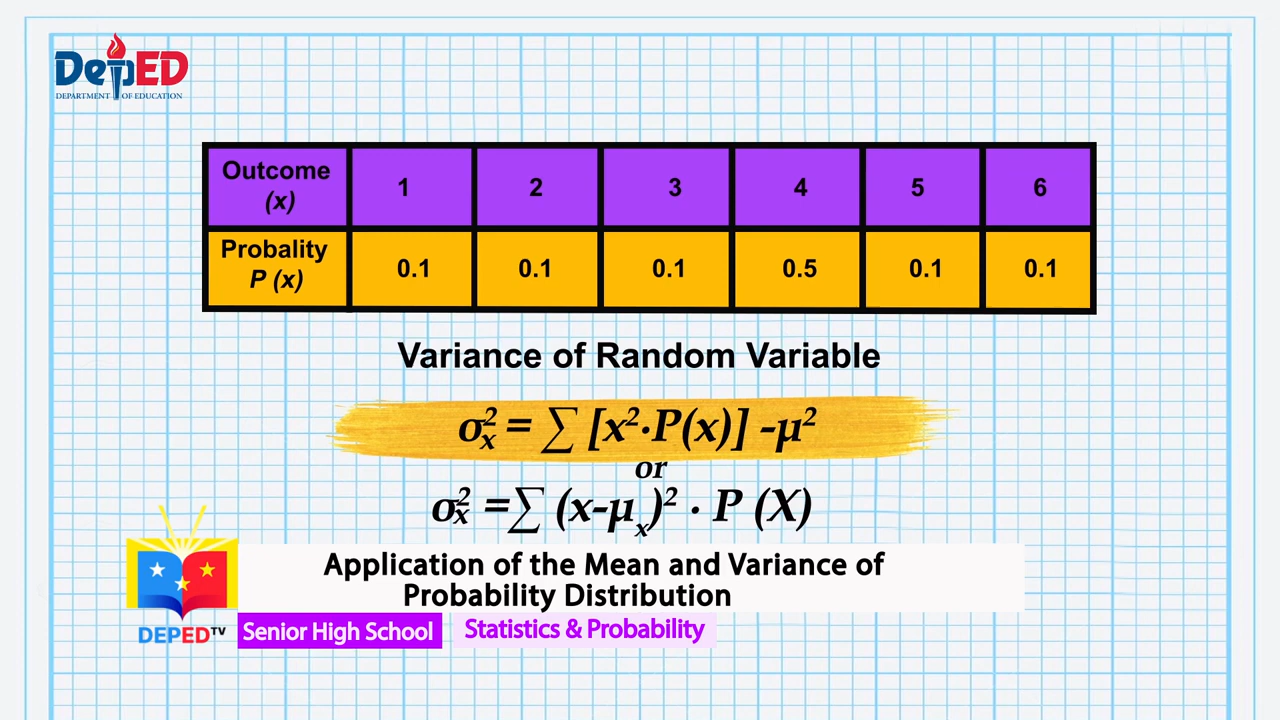 DepED
DEPARTMENT OF EDUCATION
Outcome (x) 1 2 3 4 5 6
Probality P (x) 0.1 0.1 0.1 0.5 0.1 0.1
Variance of Random Variable
σ²ₓ = ∑ [x²·P(x)] -μ²
or
σ²ₓ =∑ (x-μₓ)² · P (X)
Application of the Mean and Variance of
Probability Distribution
DEPED TV
Senior High School
Statistics & Probability